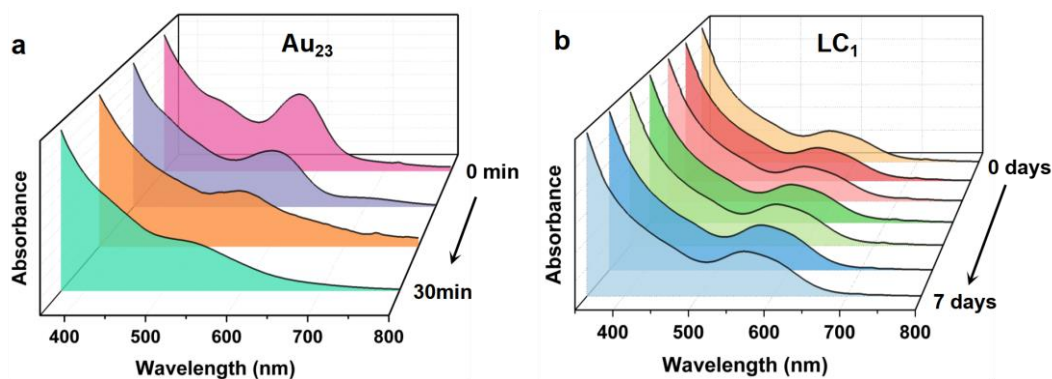 a
Au₂₃
Absorbance
0 min
30min
400 500 600 700 800
Wavelength (nm)
b
LC₁
Absorbance
0 days
7 days
400 500 600 700 800
Wavelength (nm)